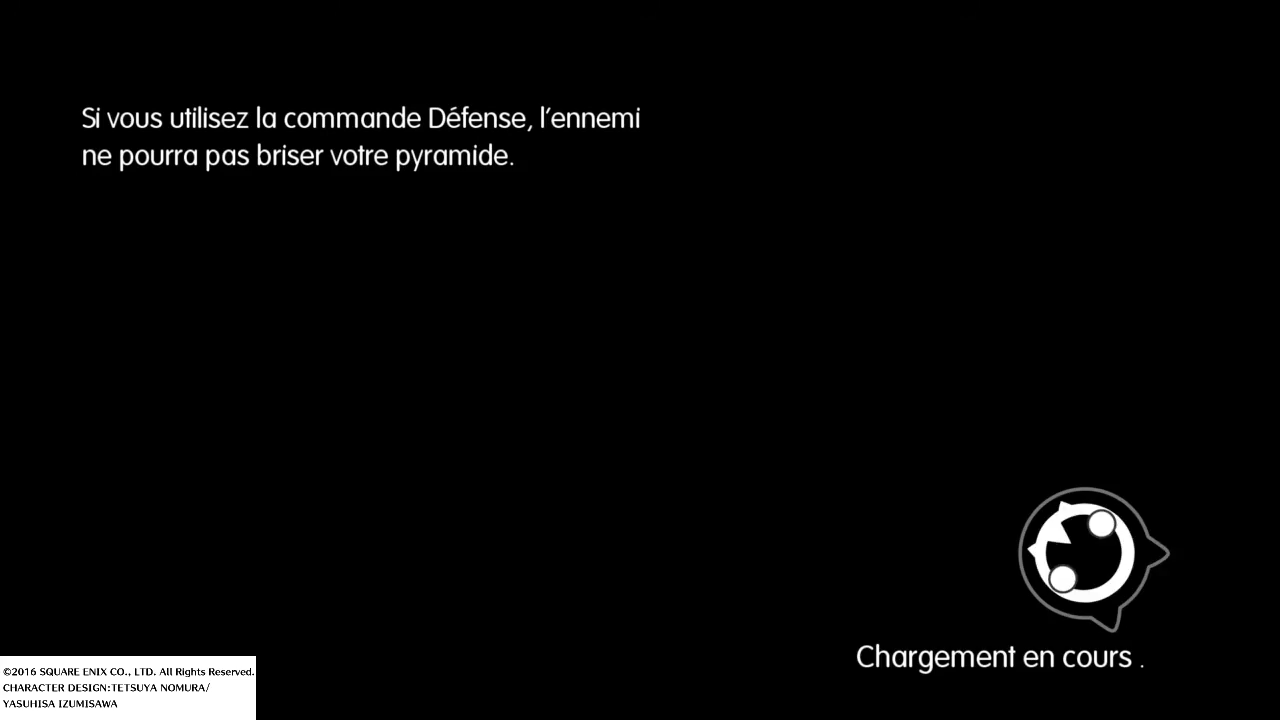 Si vous utilisez la commande Défense, l'ennemi
ne pourra pas briser votre pyramide.
Chargement en cours .
©2016 SQUARE ENIX CO., LTD. All Rights Reserved.
CHARACTER DESIGN:TETSUYA NOMURA/
YASUHISA IZUMISAWA